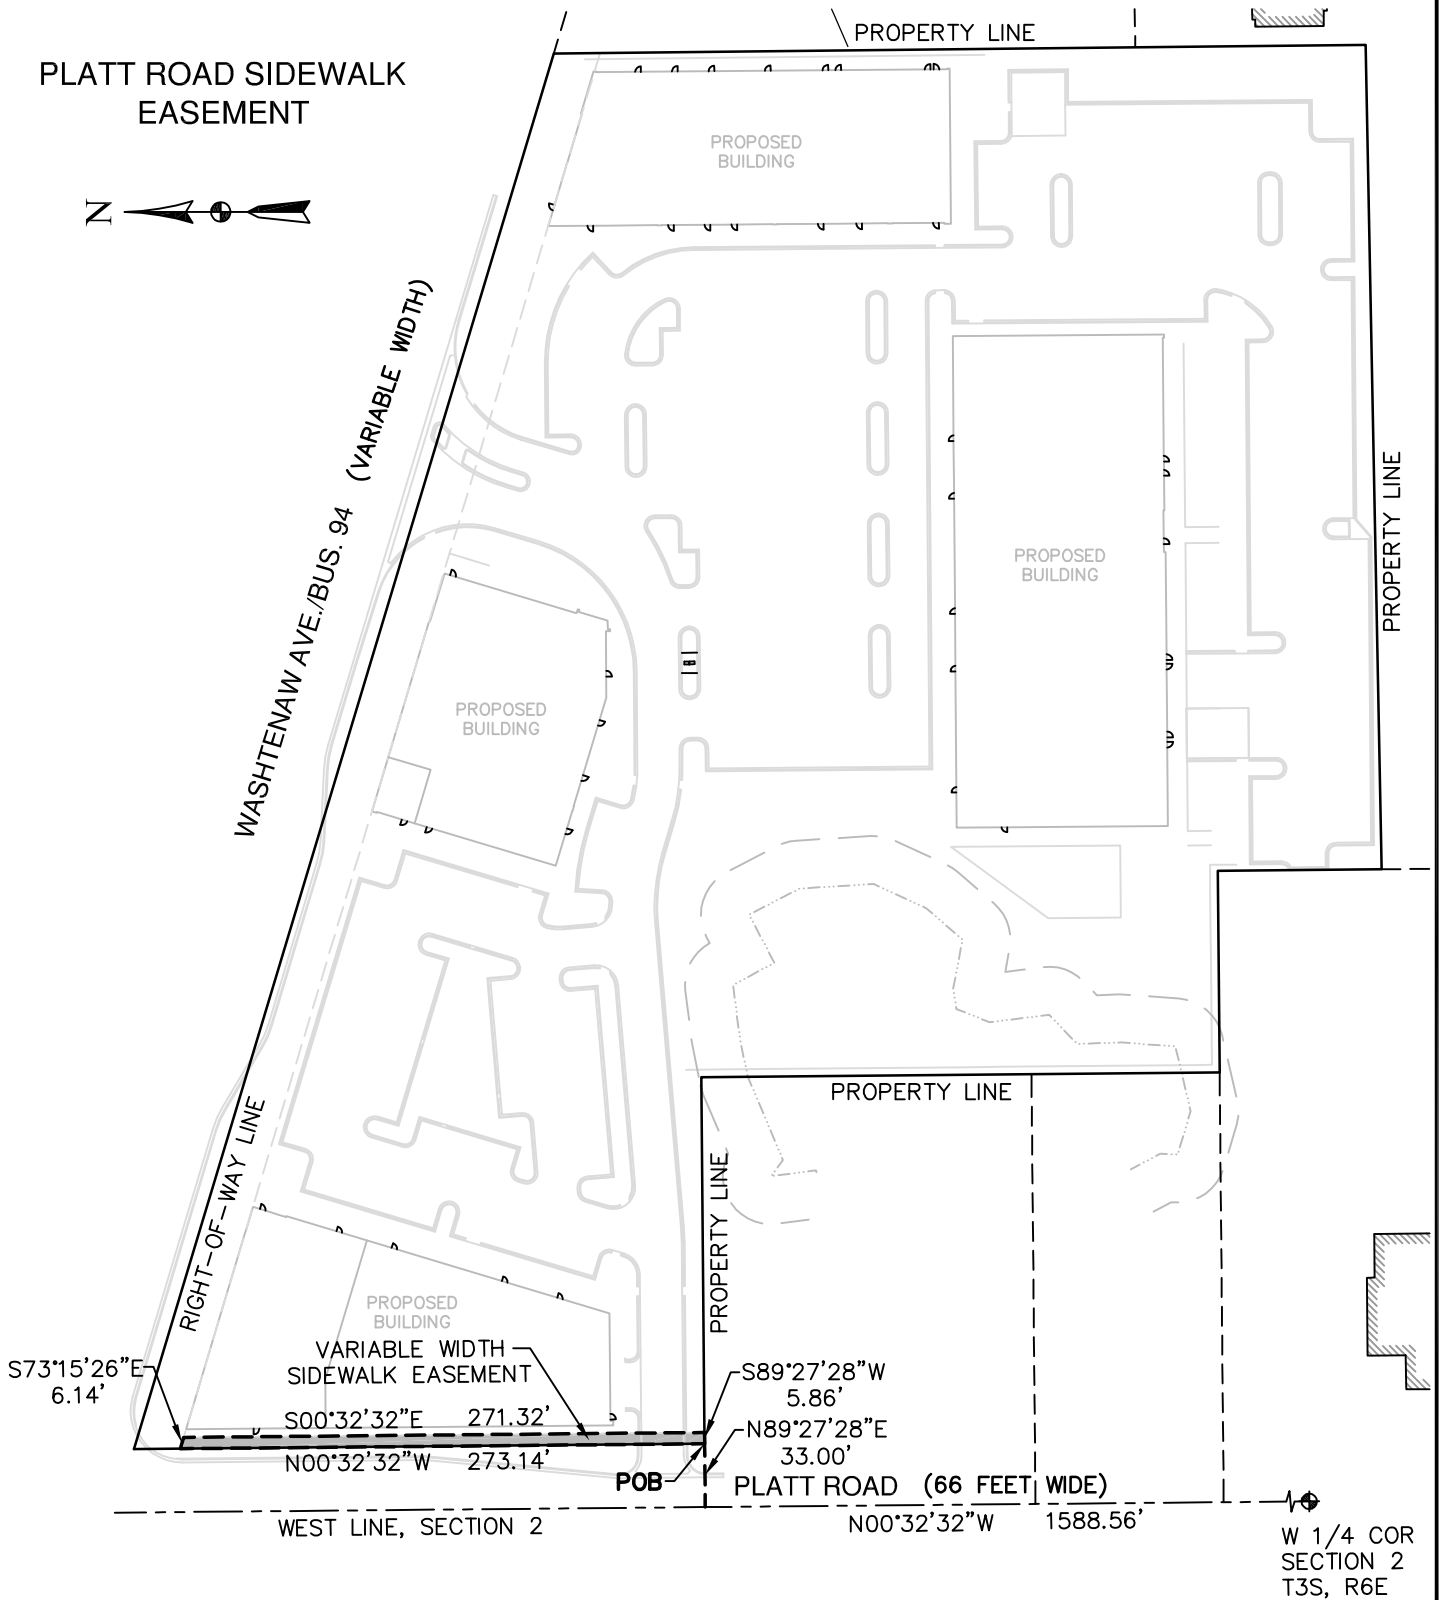 PROPERTY LINE
PLATT ROAD SIDEWALK
EASEMENT
PROPOSED
BUILDING
N
WASHTENAW AVE./BUS. 94 (VARIABLE WIDTH)
PROPERTY LINE
PROPOSED
BUILDING
PROPOSED
BUILDING
PROPERTY LINE
RIGHT-OF-WAY LINE
PROPERTY LINE
PROPOSED
BUILDING
VARIABLE WIDTH
SIDEWALK EASEMENT
S73°15'26"E
6.14'
S89°27'28"W
5.86'
S00°32'32"E 271.32'
N89°27'28"E
33.00'
N00°32'32"W 273.14'
POB
PLATT ROAD (66 FEET WIDE)
WEST LINE, SECTION 2
N00°32'32"W 1588.56'
W 1/4 COR
SECTION 2
T3S, R6E